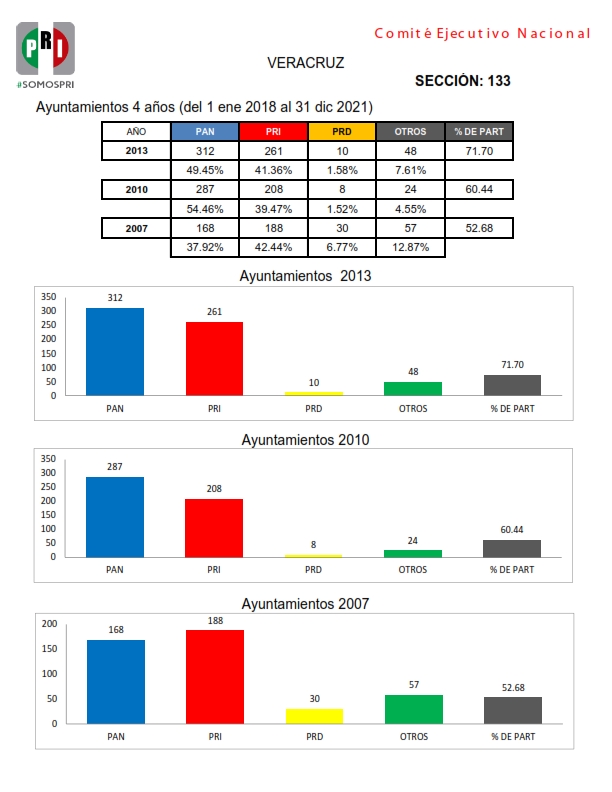 Comité Ejecutivo Nacional
PRI
#SOMOSPRI
VERACRUZ
SECCIÓN: 133
Ayuntamientos 4 años (del 1 ene 2018 al 31 dic 2021)
AÑO PAN PRI PRD OTROS % DE PART
2013 312 261 10 48 71.70
49.45% 41.36% 1.58% 7.61%
2010 287 208 8 24 60.44
54.46% 39.47% 1.52% 4.55%
2007 168 188 30 57 52.68
37.92% 42.44% 6.77% 12.87%
Ayuntamientos 2013
350
300
250
200
150
100
50
0
312 261 10 48 71.70
PAN PRI PRD OTROS % DE PART
Ayuntamientos 2010
350
300
250
200
150
100
50
0
287 208 8 24 60.44
PAN PRI PRD OTROS % DE PART
Ayuntamientos 2007
200
150
100
50
0
168 188 30 57 52.68
PAN PRI PRD OTROS % DE PART